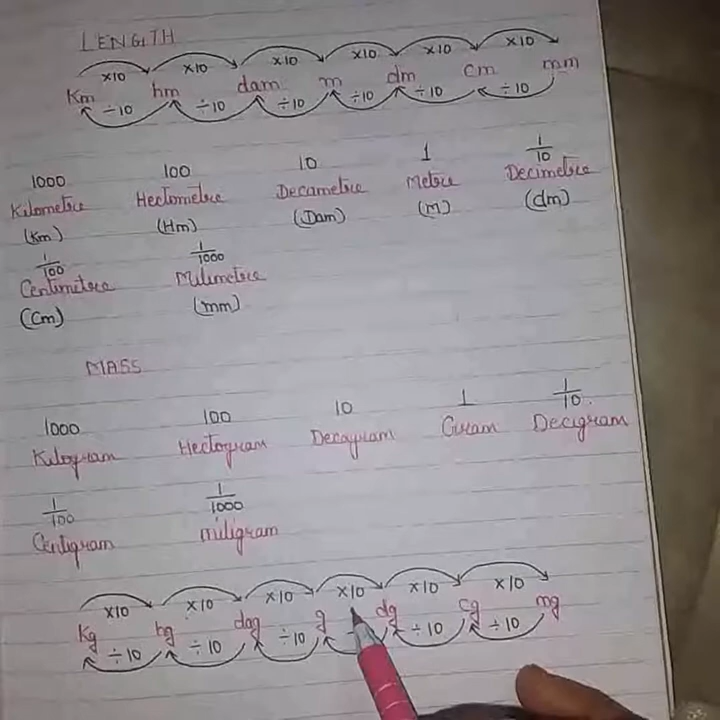 LENGTH
×10 ×10 ×10 ×10 ×10 ×10
Km hm dam m dm cm mm
÷10 ÷10 ÷10 ÷10 ÷10 ÷10
1000 100 10 1 1/10
Kilometre Hectometre Decametre Metre Decimetre
(Km) (Hm) (Dam) (M) (dm)
1/100 1/1000
Centimetre Milimetre
(Cm) (mm)
MASS
1000 100 10 1 1/10.
Kilogram Hectogram Decagram Gram Decigram
1/100 1/1000
Centigram miligram
×10 ×10 ×10 ×10 ×10 ×10
Kg hg dag g dg cg mg
÷10 ÷10 ÷10 ÷10 ÷10